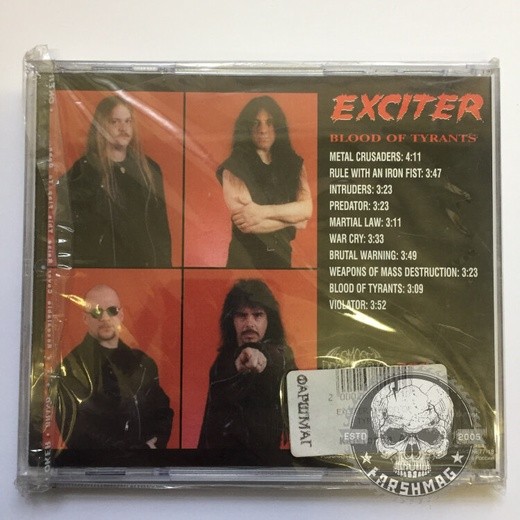 EXCITER
BLOOD OF TYRANTS
METAL CRUSADERS: 4:11
RULE WITH AN IRON FIST: 3:47
INTRUDERS: 3:23
PREDATOR: 3:23
MARTIAL LAW: 3:11
WAR CRY: 3:33
BRUTAL WARNING: 3:49
WEAPONS OF MASS DESTRUCTION: 3:23
BLOOD OF TYRANTS: 3:09
VIOLATOR: 3:52
ФАРШМАГ
ESTD 2005
FARSHMAG